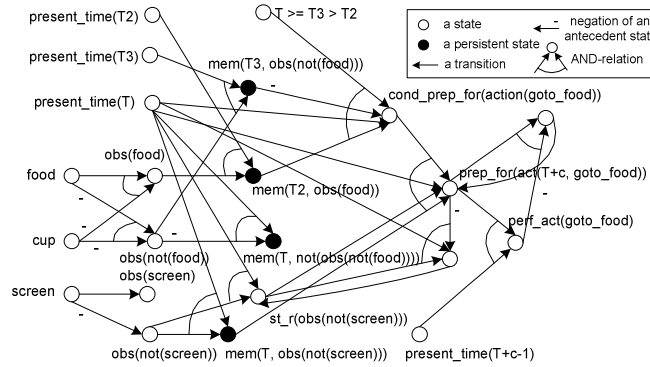 present_time(T2)
T >= T3 > T2
a state
a persistent state
a transition
- negation of an
antecedent stat
AND-relation
present_time(T3)
mem(T3, obs(not(food)))
-
present_time(T)
cond_prep_for(action(goto_food))
food
obs(food)
mem(T2, obs(food))
prep_for(act(T+c, goto_food))
-
-
-
-
perf_act(goto_food)
cup
-
obs(not(food))
mem(T, not(obs(not(food))))
obs(screen)
screen
-
st_r(obs(not(screen)))
obs(not(screen))
mem(T, obs(not(screen)))
present_time(T+c-1)